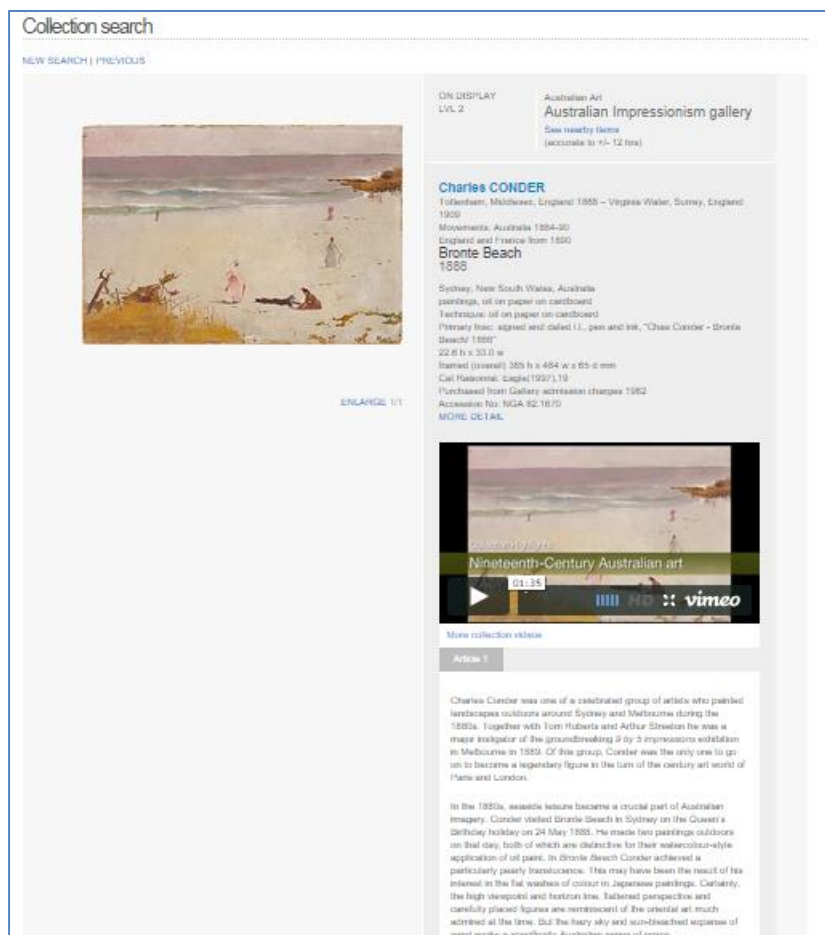 Collection search
NEW SEARCH | PREVIOUS
ON DISPLAY
LVL 2
Australian Art
Australian Impressionism gallery
See nearby items
(accurate to +/- 12 hrs)
Charles CONDER
Tottenham, Middlesex, England 1868 – Virginia Water, Surrey, England
1909
Movements: Australia 1884-90
England and France from 1890
Bronte Beach
1888
Sydney, New South Wales, Australia
paintings, oil on paper on cardboard
Technique: oil on paper on cardboard
Primary Insc: signed and dated l.l., pen and ink, "Chas Conder - Bronte
Beach/ 1888"
22.6 h x 33.0 w
framed (overall) 385 h x 484 w x 65 d mm
Cat Raisonné: Eagle(1997),19
Purchased from Gallery admission charges 1982
Accession No: NGA 82.1670
MORE DETAIL
ENLARGE 1/1
Collection Highlights
Nineteenth-Century Australian art
01:35
HD vimeo
More collection videos
Article 1
Charles Conder was one of a celebrated group of artists who painted
landscapes outdoors around Sydney and Melbourne during the
1880s. Together with Tom Roberts and Arthur Streeton he was a
major instigator of the groundbreaking 9 by 5 impressions exhibition
in Melbourne in 1889. Of this group, Conder was the only one to go
on to become a legendary figure in the turn of the century art world of
Paris and London.
In the 1880s, seaside leisure became a crucial part of Australian
imagery. Conder visited Bronte Beach in Sydney on the Queen's
Birthday holiday on 24 May 1888. He made two paintings outdoors
on that day, both of which are distinctive for their watercolour-style
application of oil paint. In Bronte Beach Conder achieved a
particularly pearly translucence. This may have been the result of his
interest in the flat washes of colour in Japanese paintings. Certainly,
the high viewpoint and horizon line, flattened perspective and
carefully placed figures are reminiscent of the oriental art much
admired at the time. But the hazy sky and sun-bleached expanse of